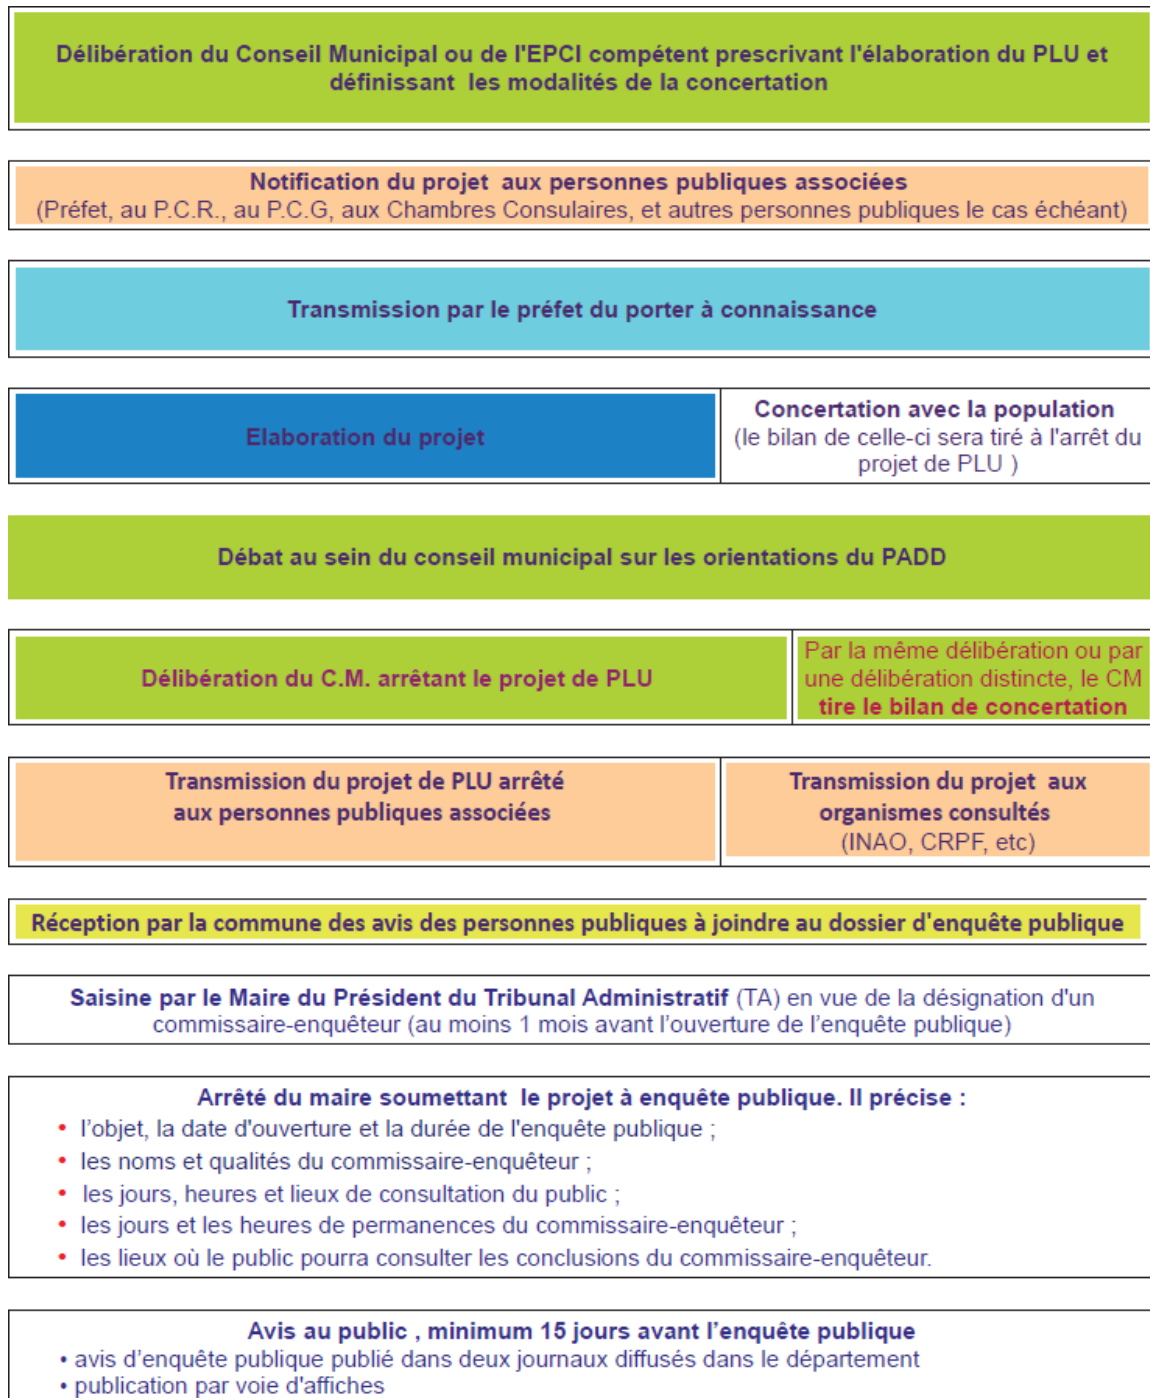 Délibération du Conseil Municipal ou de l'EPCI compétent prescrivant l'élaboration du PLU et
définissant les modalités de la concertation
Notification du projet aux personnes publiques associées
(Préfet, au P.C.R., au P.C.G, aux Chambres Consulaires, et autres personnes publiques le cas échéant)
Transmission par le préfet du porter à connaissance
Elaboration du projet
Concertation avec la population
(le bilan de celle-ci sera tiré à l'arrêt du
projet de PLU )
Débat au sein du conseil municipal sur les orientations du PADD
Délibération du C.M. arrêtant le projet de PLU
Par la même délibération ou par
une délibération distincte, le CM
tire le bilan de concertation
Transmission du projet de PLU arrêté
aux personnes publiques associées
Transmission du projet aux
organismes consultés
(INAO, CRPF, etc)
Réception par la commune des avis des personnes publiques à joindre au dossier d'enquête publique
Saisine par le Maire du Président du Tribunal Administratif (TA) en vue de la désignation d'un
commissaire-enquêteur (au moins 1 mois avant l'ouverture de l'enquête publique)
Arrêté du maire soumettant le projet à enquête publique. Il précise :
• l'objet, la date d'ouverture et la durée de l'enquête publique ;
• les noms et qualités du commissaire-enquêteur ;
• les jours, heures et lieux de consultation du public ;
• les jours et les heures de permanences du commissaire-enquêteur ;
• les lieux où le public pourra consulter les conclusions du commissaire-enquêteur.
Avis au public , minimum 15 jours avant l'enquête publique
• avis d'enquête publique publié dans deux journaux diffusés dans le département
• publication par voie d'affiches